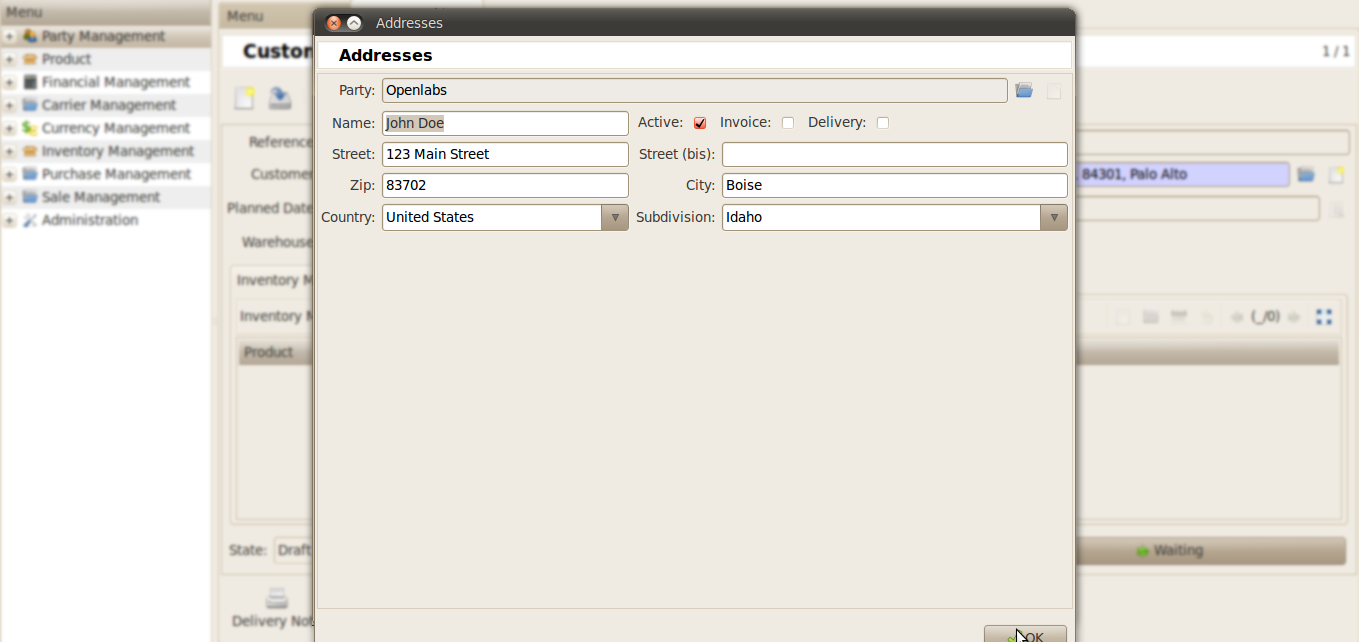 Menu
Party Management
Product
Financial Management
Carrier Management
Currency Management
Inventory Management
Purchase Management
Sale Management
Administration
Menu
Custor
1 / 1
Reference
Customer
84301, Palo Alto
Planned Date
Warehouse
Inventory M
Inventory M
(_/0)
Product
State: Draft
Waiting
Delivery Not
Addresses
Addresses
Party: Openlabs
Name: John Doe Active: Invoice: Delivery:
Street: 123 Main Street Street (bis):
Zip: 83702 City: Boise
Country: United States Subdivision: Idaho
OK